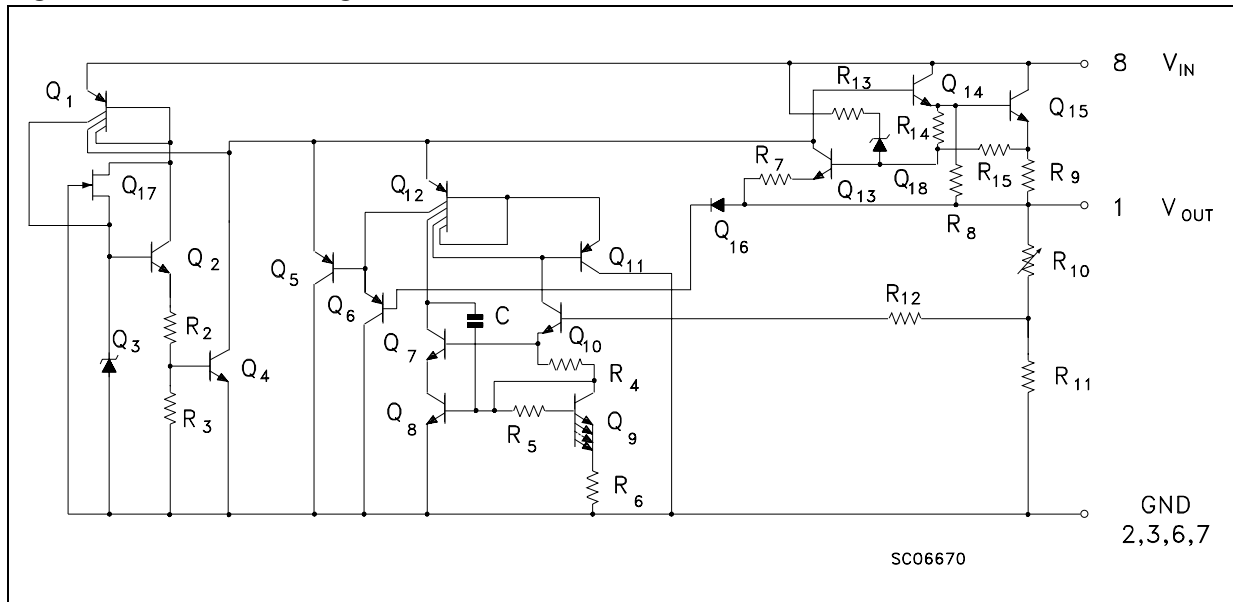 8 V IN
R 13
Q 14
Q 1
Q 15
R 14
R 7
R 15
R 9
Q 17
Q 12
Q 13
Q 18
1 V OUT
Q 16
R 8
Q 2
Q 5
Q 11
R 10
Q 6
R 12
C
R 2
Q 3
Q 7
Q 10
Q 4
R 4
R 11
R 3
Q 8
Q 9
R 5
R 6
GND
2,3,6,7
SC06670